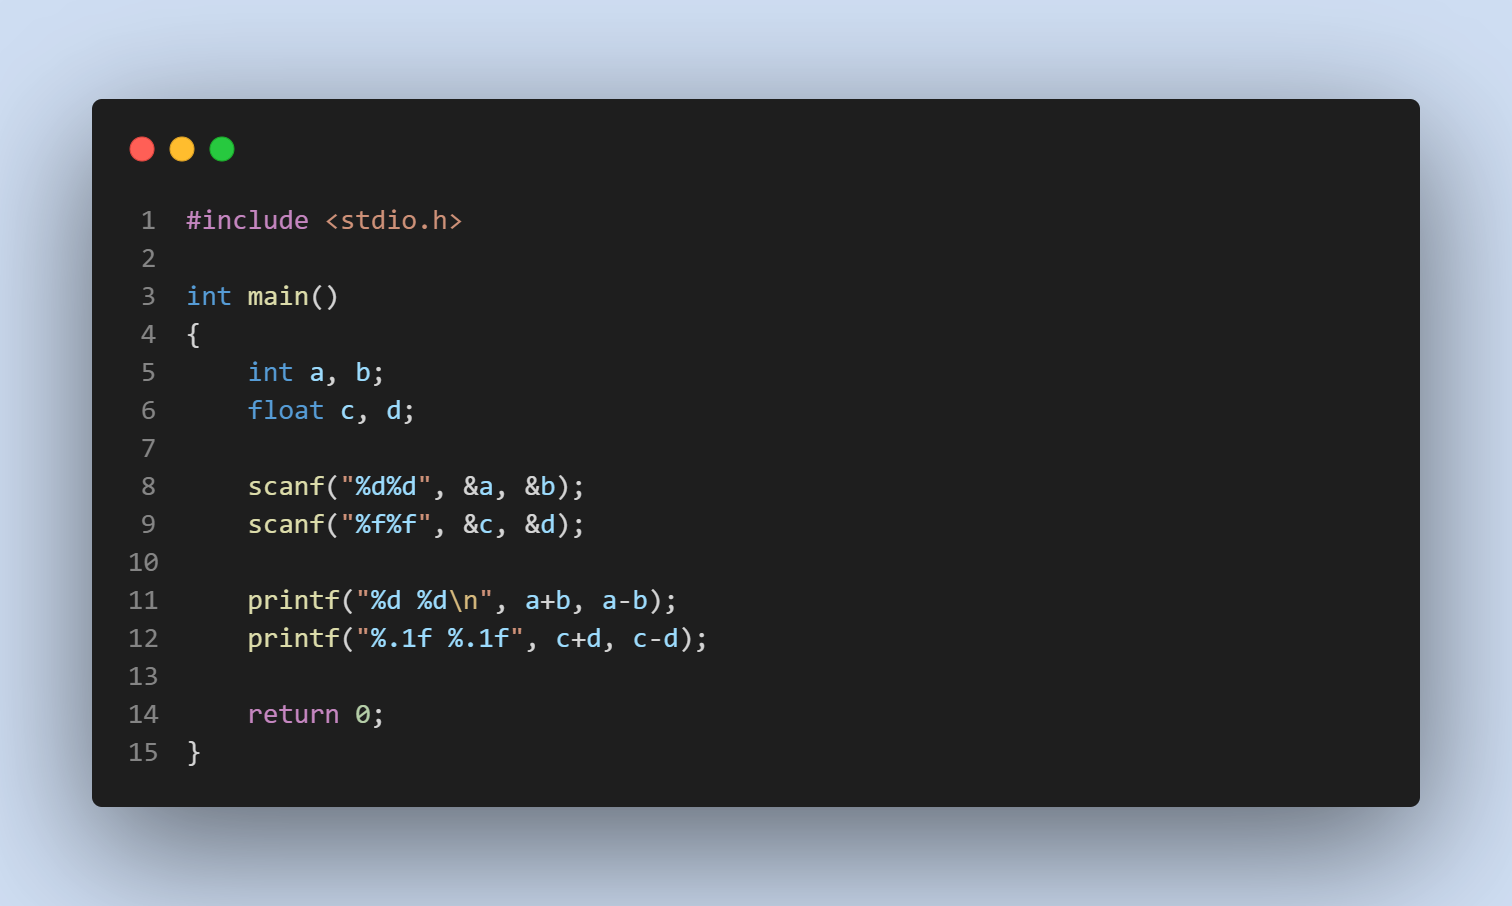 1 #include <stdio.h>
2
3 int main()
4 {
5     int a, b;
6     float c, d;
7
8     scanf("%d%d", &a, &b);
9     scanf("%f%f", &c, &d);
10
11     printf("%d %d\n", a+b, a-b);
12     printf("%.1f %.1f", c+d, c-d);
13
14     return 0;
15 }